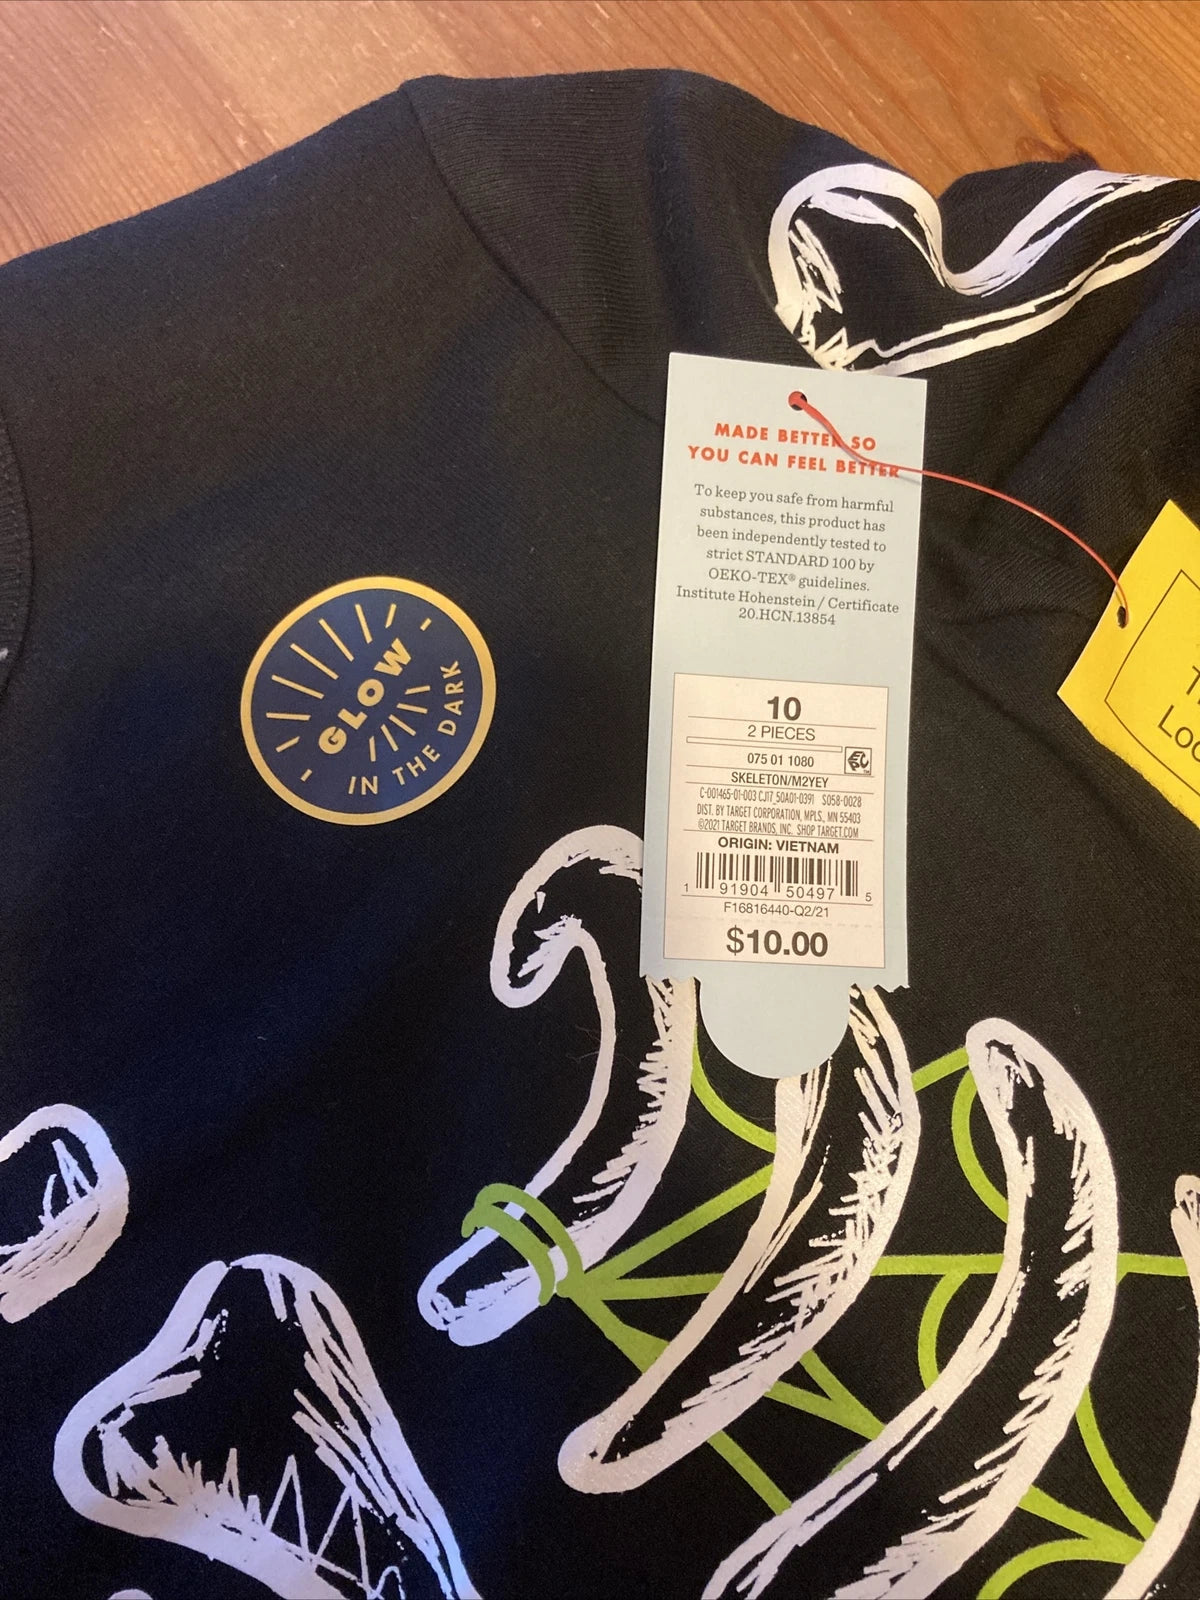 MADE BETTER SO
YOU CAN FEEL BETTER
To keep you safe from harmful
substances, this product has
been independently tested to
strict STANDARD 100 by
OEKO-TEX® guidelines.
Institute Hohenstein / Certificate
20.HCN.13854
GLOW
IN THE DARK
10
2 PIECES
075 01 1080
SKELETON/M2YEY
C-001465-01-003 CJ17_5QA01-0391 S058-0028
DIST. BY TARGET CORPORATION, MPLS, MN 55403
©2021 TARGET BRANDS, INC. SHOP TARGET.COM
ORIGIN: VIETNAM
1 91904 50497 5
F16816440-Q2/21
$10.00